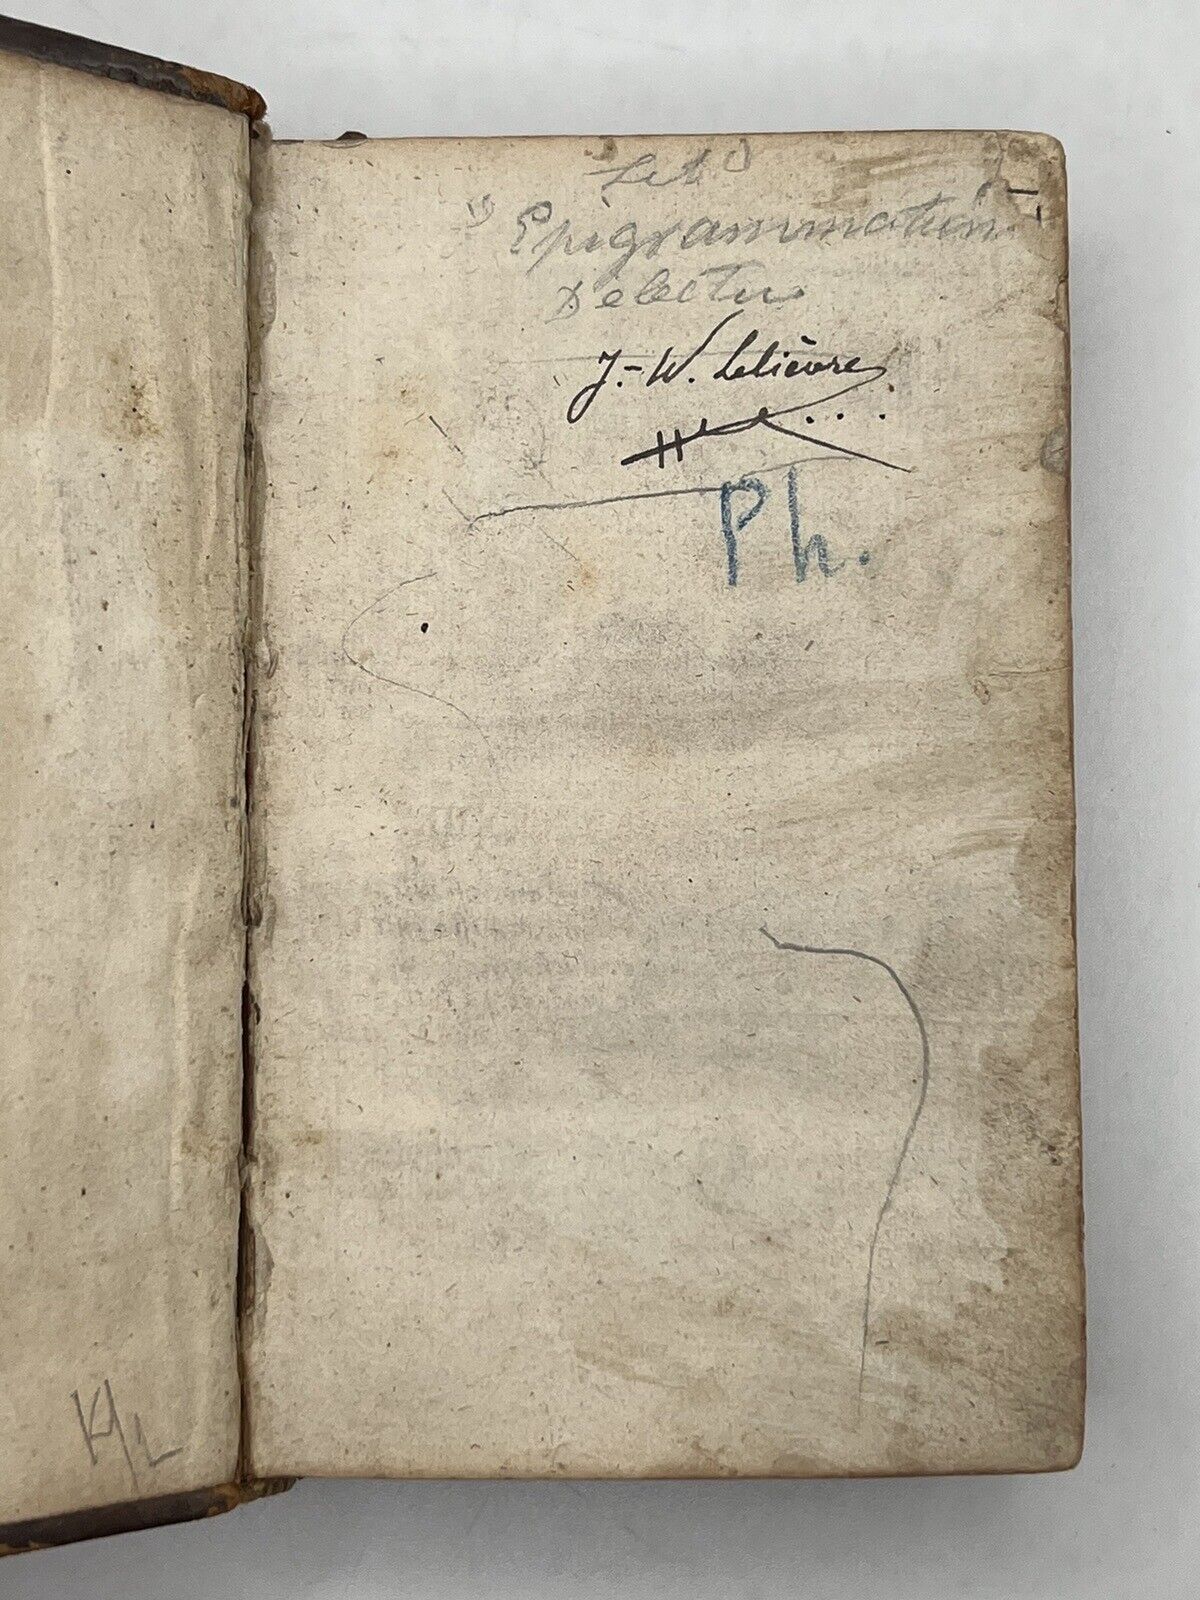 Epigrammatum
Delectus
J.-W. Lelièvre
Ph.